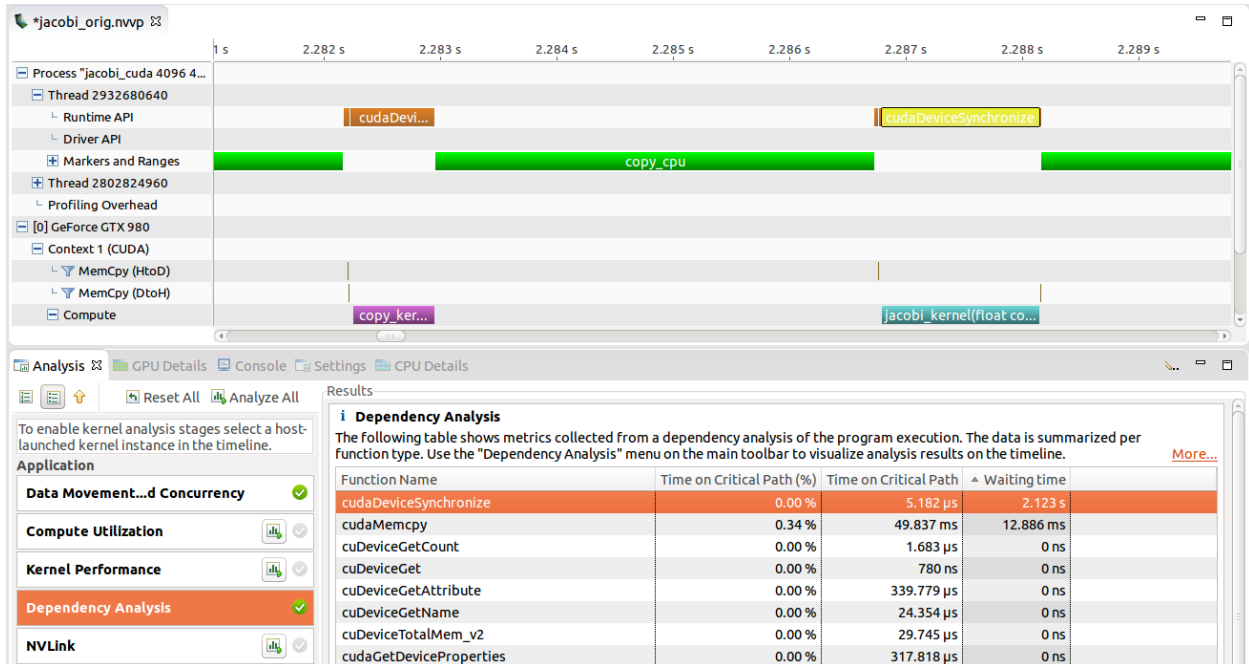 *jacobi_orig.nvvp
1 s 2.282 s 2.283 s 2.284 s 2.285 s 2.286 s 2.287 s 2.288 s 2.289 s
Process "jacobi_cuda 4096 4...
Thread 2932680640
Runtime API cudaDevi... cudaDeviceSynchronize
Driver API
Markers and Ranges copy_cpu
Thread 2802824960
Profiling Overhead
[0] GeForce GTX 980
Context 1 (CUDA)
MemCpy (HtoD)
MemCpy (DtoH)
Compute copy_ker... jacobi_kernel(float co...
Analysis GPU Details Console Settings CPU Details
Reset All Analyze All
To enable kernel analysis stages select a host-
launched kernel instance in the timeline.
Application
Data Movement...d Concurrency
Compute Utilization
Kernel Performance
Dependency Analysis
NVLink
Results
i Dependency Analysis
The following table shows metrics collected from a dependency analysis of the program execution. The data is summarized per
function type. Use the "Dependency Analysis" menu on the main toolbar to visualize analysis results on the timeline. More...
Function Name Time on Critical Path (%) Time on Critical Path Waiting time
cudaDeviceSynchronize 0.00 % 5.182 µs 2.123 s
cudaMemcpy 0.34 % 49.837 ms 12.886 ms
cuDeviceGetCount 0.00 % 1.683 µs 0 ns
cuDeviceGet 0.00 % 780 ns 0 ns
cuDeviceGetAttribute 0.00 % 339.779 µs 0 ns
cuDeviceGetName 0.00 % 24.354 µs 0 ns
cuDeviceTotalMem_v2 0.00 % 29.745 µs 0 ns
cudaGetDeviceProperties 0.00 % 317.818 µs 0 ns